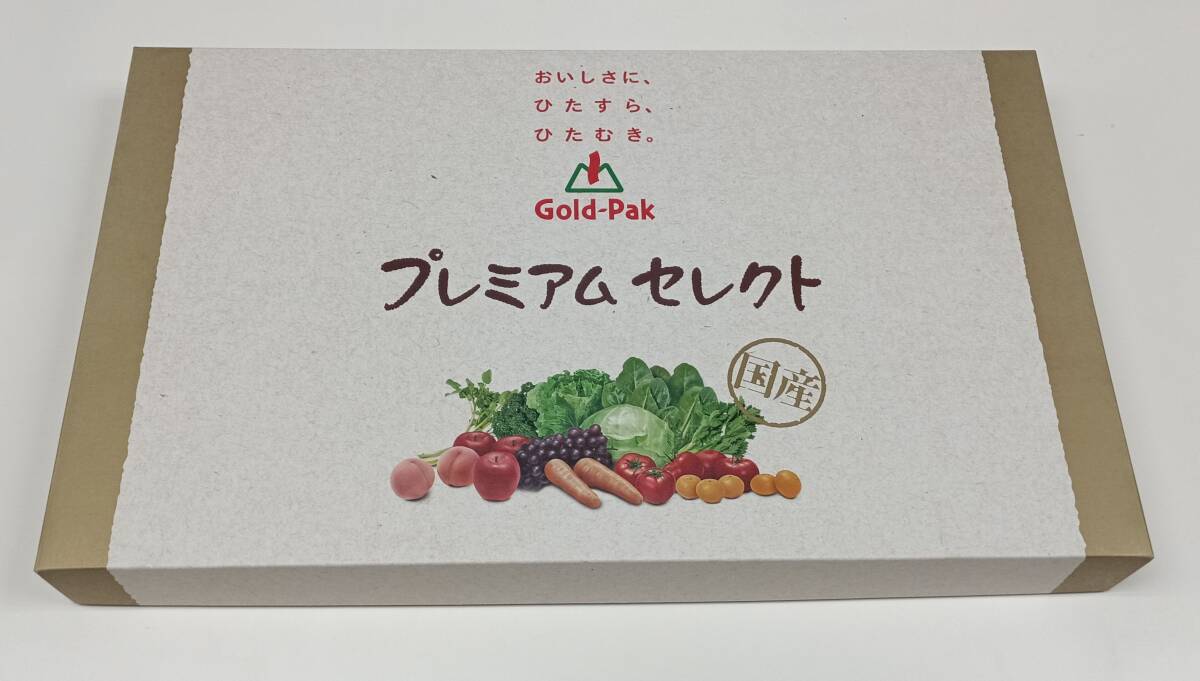 おいしさに、
ひたすら、
ひたむき。
Gold-Pak
プレミアム セレクト
国産